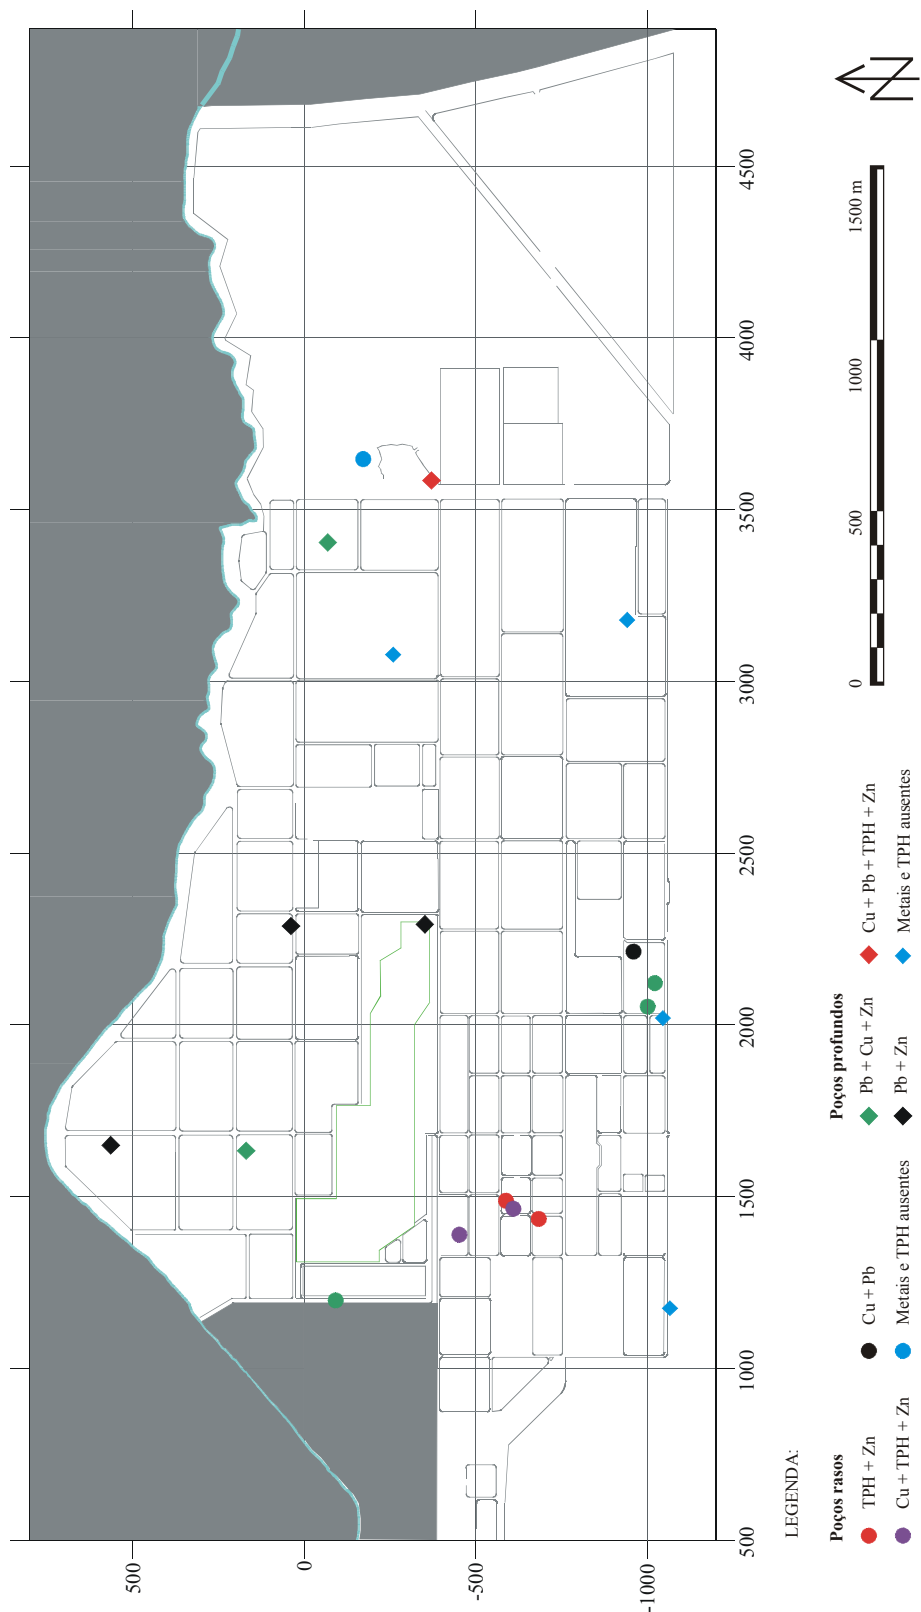 500
0
-500
-1000
500
1000
1500
2000
2500
3000
3500
4000
4500
LEGENDA:
Poços rasos
TPH + Zn
Cu + Pb
Cu + TPH + Zn
Metais e TPH ausentes
Poços profundos
Pb + Cu + Zn
Cu + Pb + TPH + Zn
Pb + Zn
Metais e TPH ausentes
0
500
1000
1500 m
N